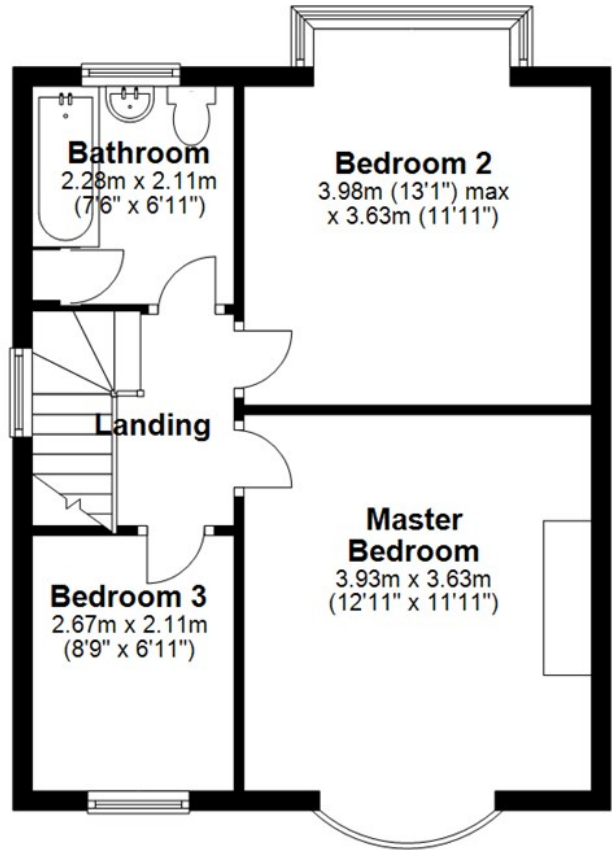 Bathroom
2.28m x 2.11m
(7'6" x 6'11")
Bedroom 2
3.98m (13'1") max
x 3.63m (11'11")
Landing
Master
Bedroom
3.93m x 3.63m
(12'11" x 11'11")
Bedroom 3
2.67m x 2.11m
(8'9" x 6'11")